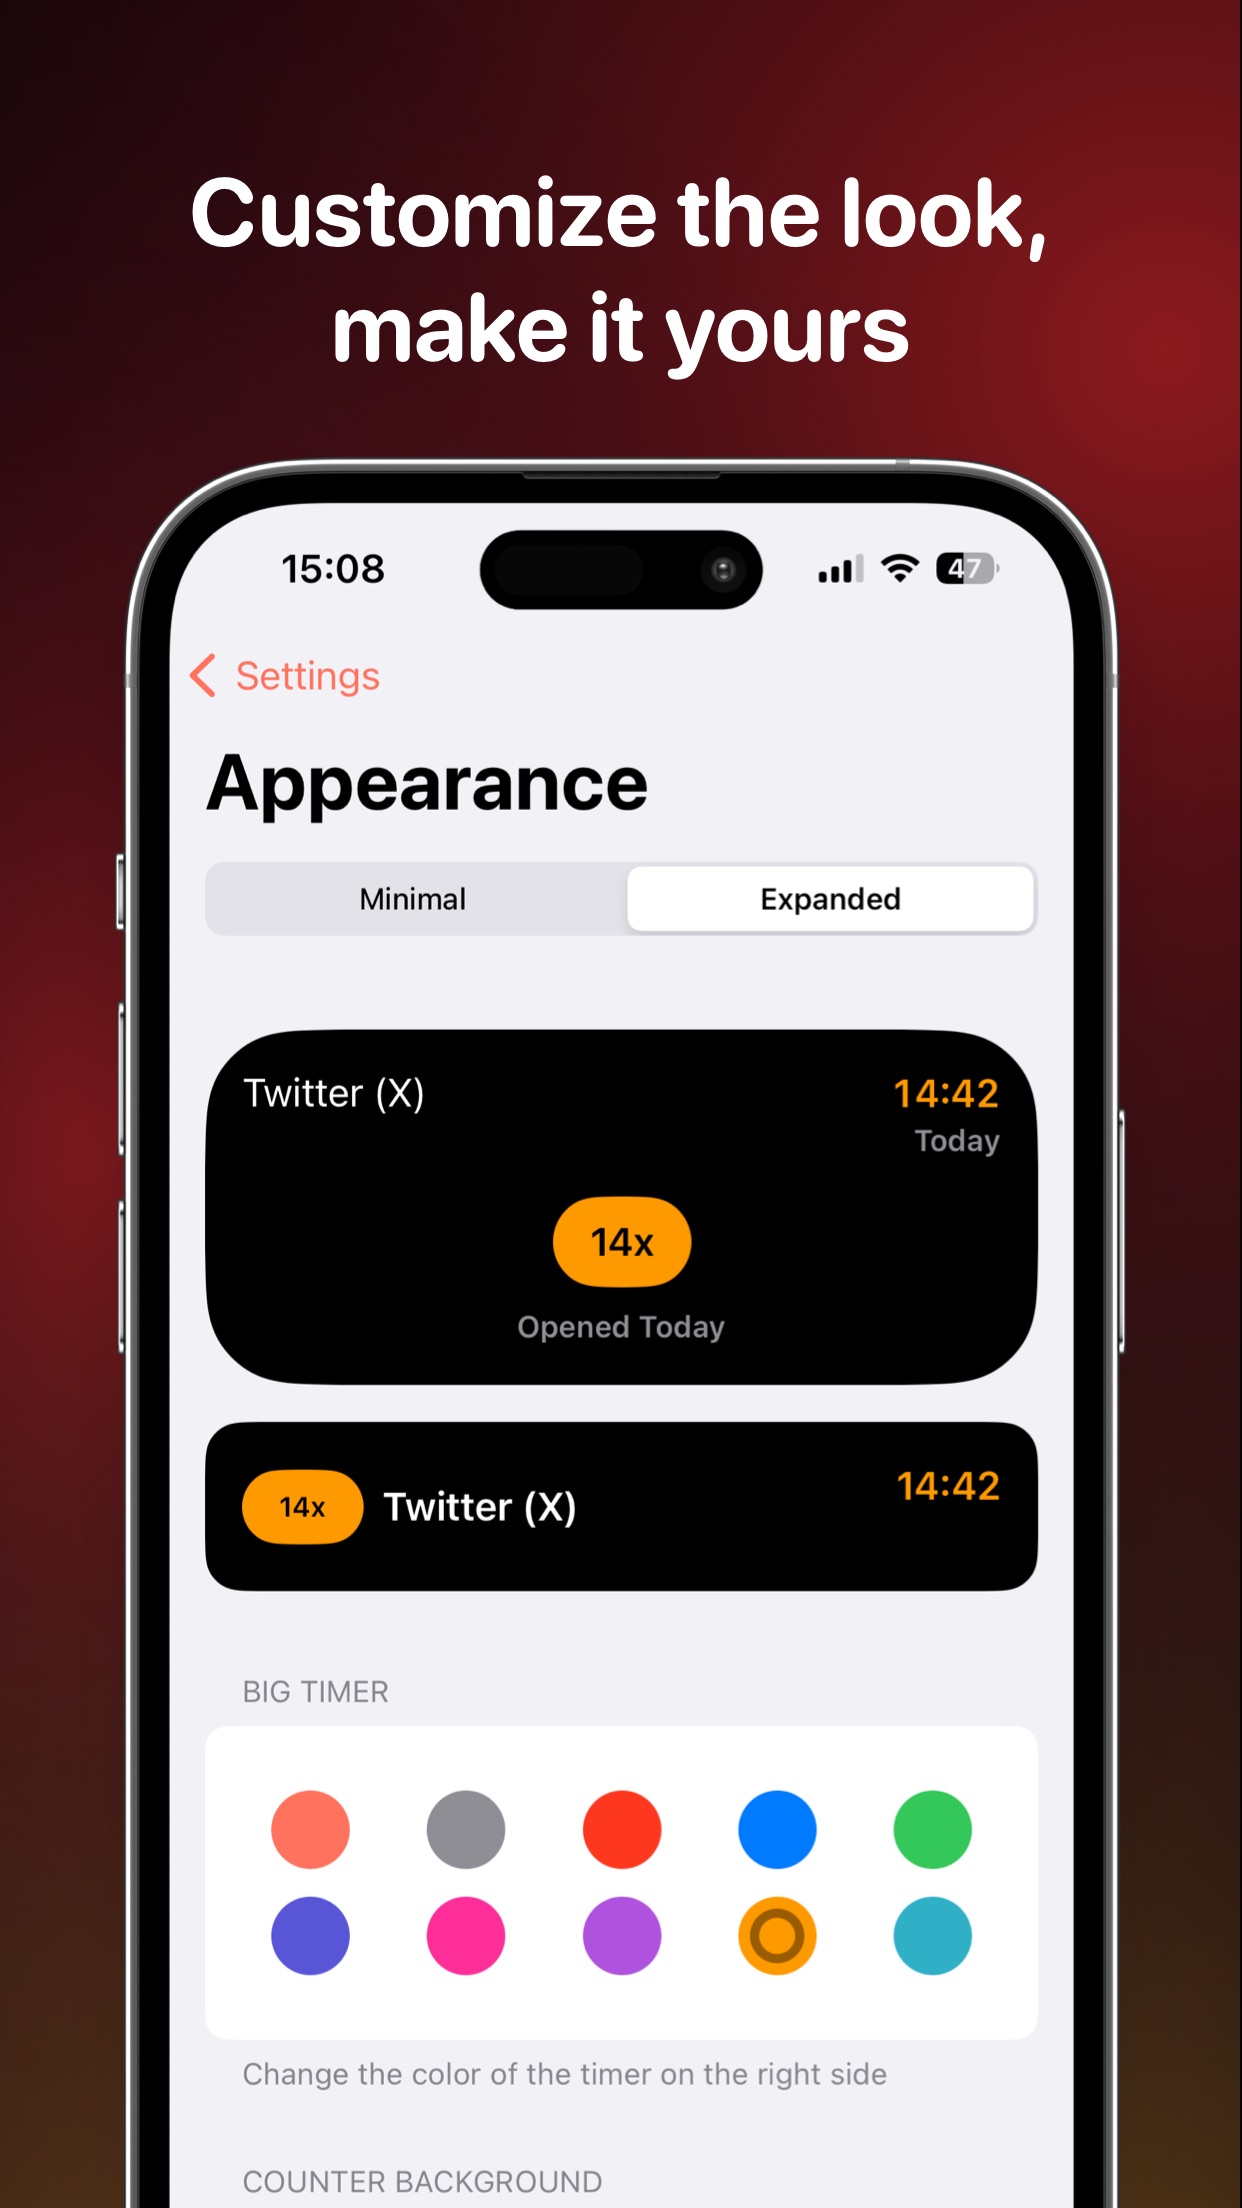 Customize the look,
make it yours
15:08
47
Settings
Appearance
Minimal
Expanded
Twitter (X)
14:42
Today
14x
Opened Today
14x
Twitter (X)
14:42
BIG TIMER
Change the color of the timer on the right side
COUNTER BACKGROUND